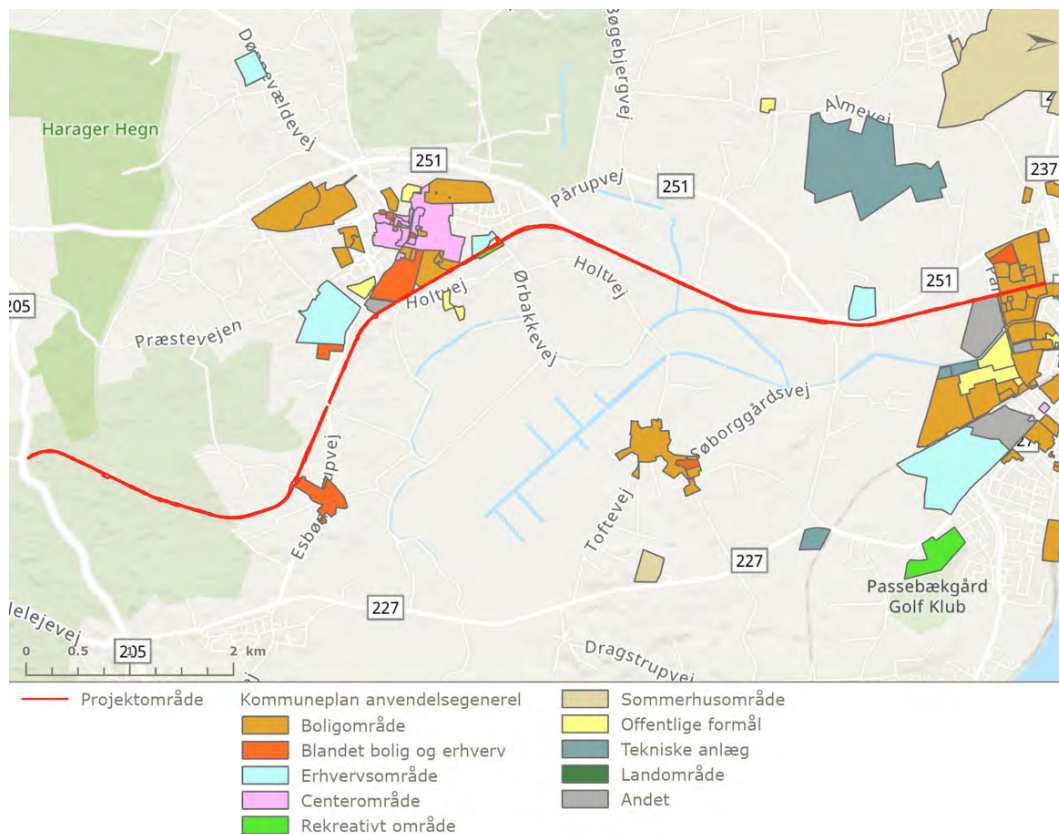 Bøgebjergvej
Dønnevældevej
Harager Hegn
Almevej
251
237
Pårupvej
251
205
Holtvej
Holtvej
Ørbakkevej
251
Præstevejen
Søborggårdsvej
Esbønderupvej
Toftevej
227
Passebækgård
Golf Klub
227
205
Dragstrupvej
0 0.5 2 km
Projektområde
Kommuneplan anvendelsegenerel
Boligområde
Blandet bolig og erhverv
Erhvervsområde
Centerområde
Rekreativt område
Sommerhusområde
Offentlige formål
Tekniske anlæg
Landområde
Andet